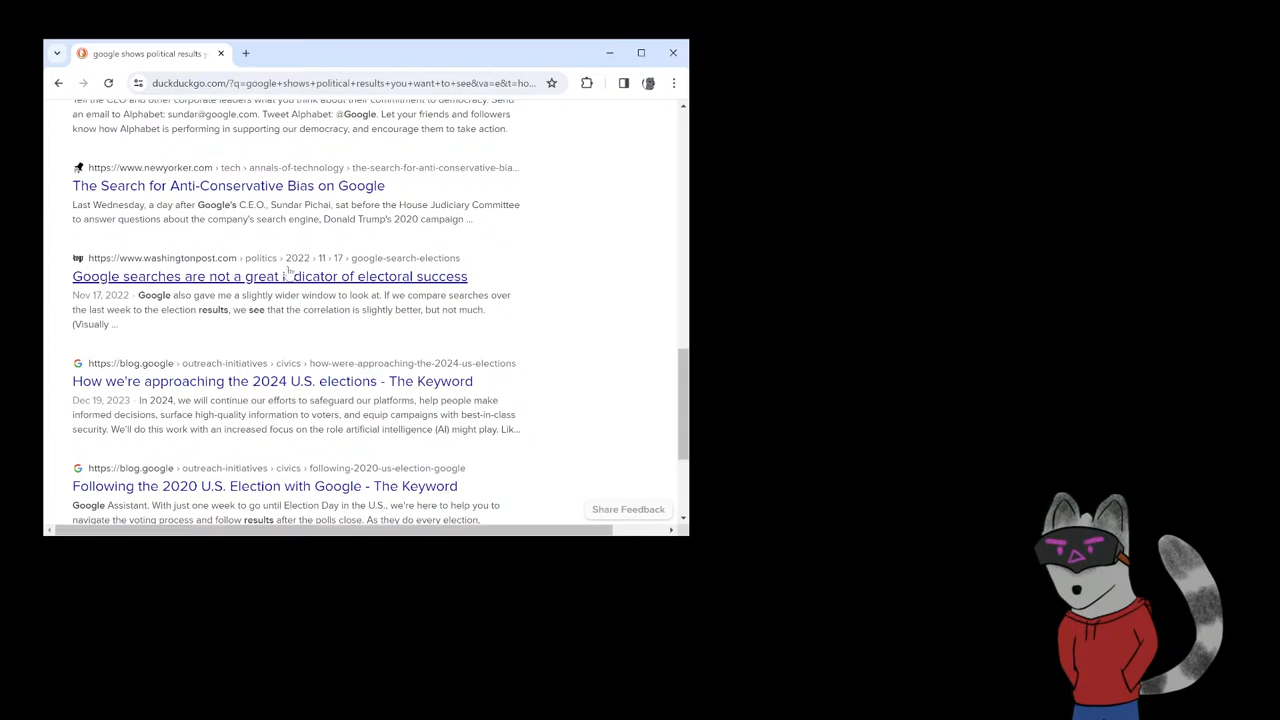 google shows political results y
duckduckgo.com/?q=google+shows+political+results+you+want+to+see&va=e&t=ho...
Tell the CEO and other corporate leaders what you think about their commitment to democracy. Send
an email to Alphabet: sundar@google.com. Tweet Alphabet: @Google. Let your friends and followers
know how Alphabet is performing in supporting our democracy, and encourage them to take action.
https://www.newyorker.com › tech › annals-of-technology › the-search-for-anti-conservative-bia...
The Search for Anti-Conservative Bias on Google
Last Wednesday, a day after Google's C.E.O., Sundar Pichai, sat before the House Judiciary Committee
to answer questions about the company's search engine, Donald Trump's 2020 campaign ...
wp https://www.washingtonpost.com › politics › 2022 › 11 › 17 › google-search-elections
Google searches are not a great indicator of electoral success
Nov 17, 2022 · Google also gave me a slightly wider window to look at. If we compare searches over
the last week to the election results, we see that the correlation is slightly better, but not much.
(Visually ...
G https://blog.google › outreach-initiatives › civics › how-were-approaching-the-2024-us-elections
How we're approaching the 2024 U.S. elections - The Keyword
Dec 19, 2023 · In 2024, we will continue our efforts to safeguard our platforms, help people make
informed decisions, surface high-quality information to voters, and equip campaigns with best-in-class
security. We'll do this work with an increased focus on the role artificial intelligence (AI) might play. Lik...
G https://blog.google › outreach-initiatives › civics › following-2020-us-election-google
Following the 2020 U.S. Election with Google - The Keyword
Google Assistant. With just one week to go until Election Day in the U.S., we're here to help you to
navigate the voting process and follow results after the polls close. As they do every election,
Share Feedback